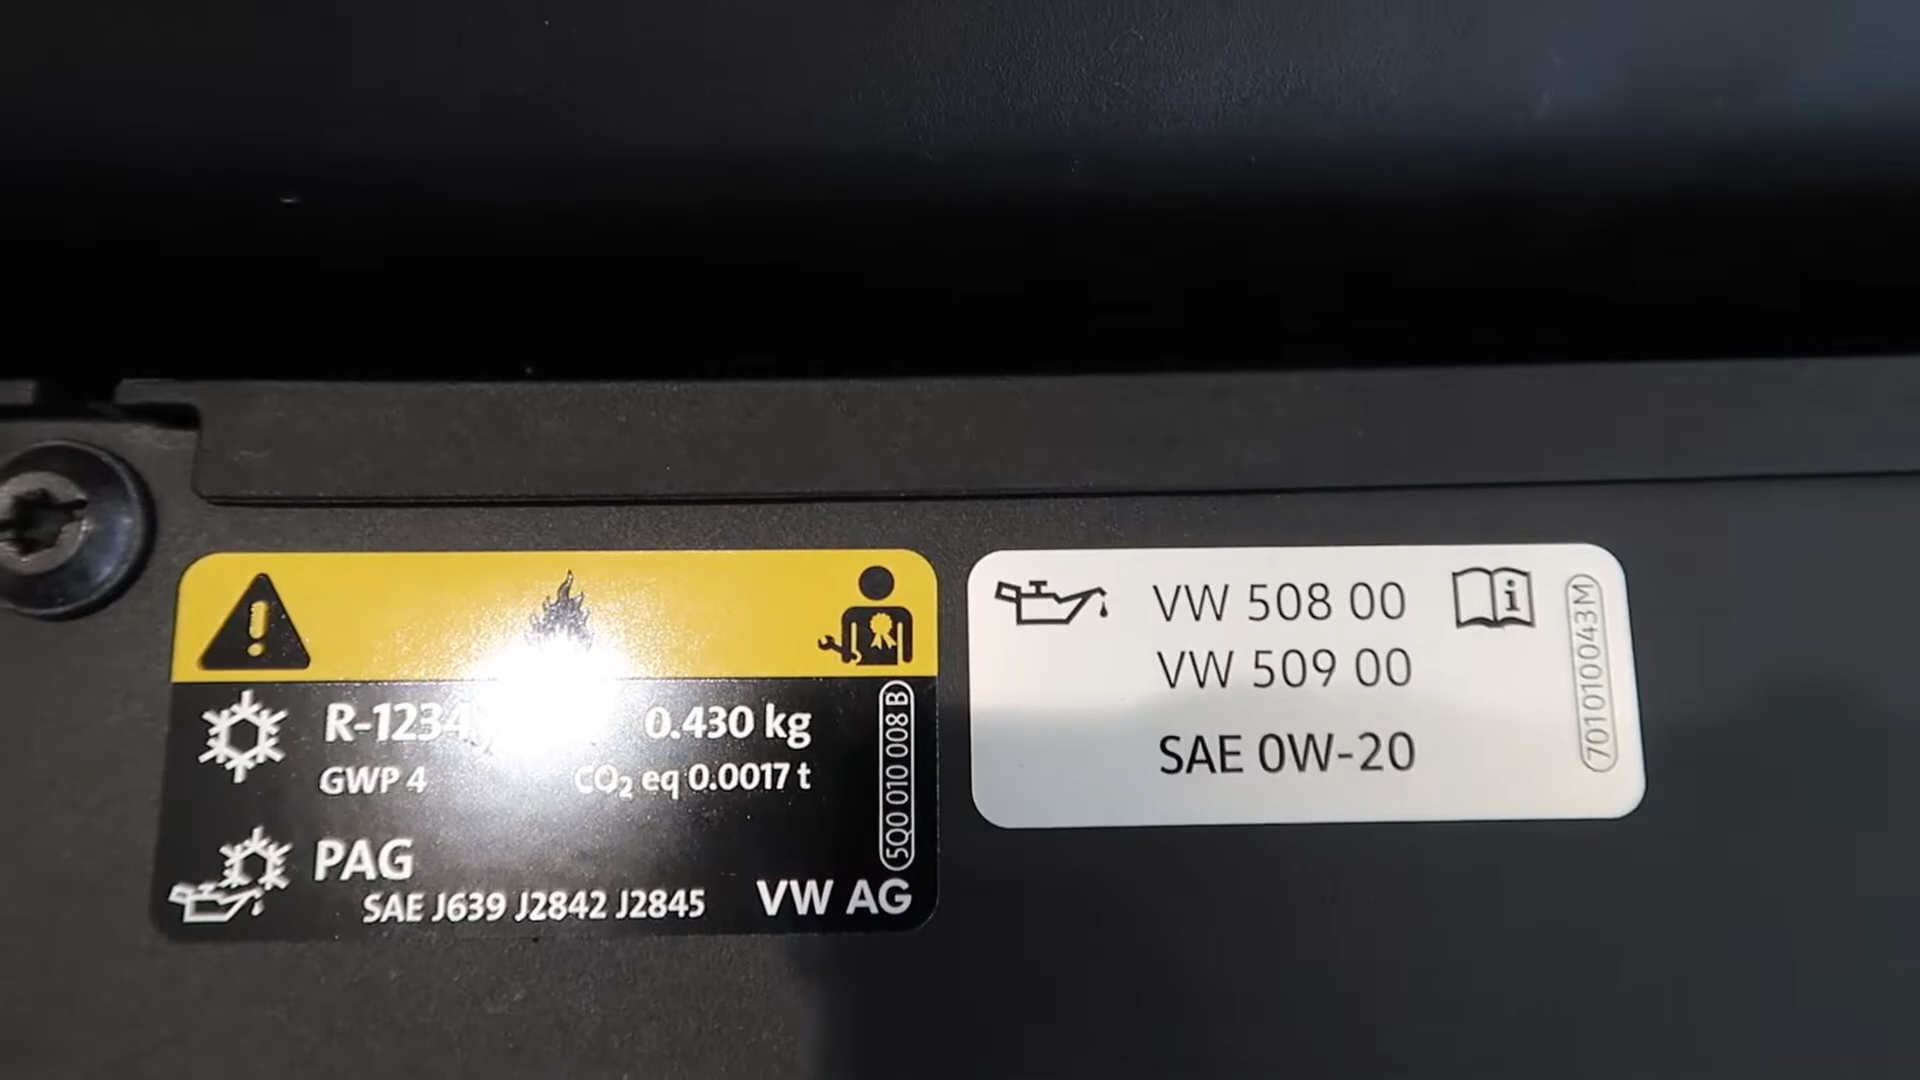 R-1234
0.430 kg
GWP 4
CO₂ eq 0.0017 t
PAG
SAE J639 J2842 J2845
VW AG
5Q0 010 008 B
VW 508 00
VW 509 00
SAE 0W-20
701010043M